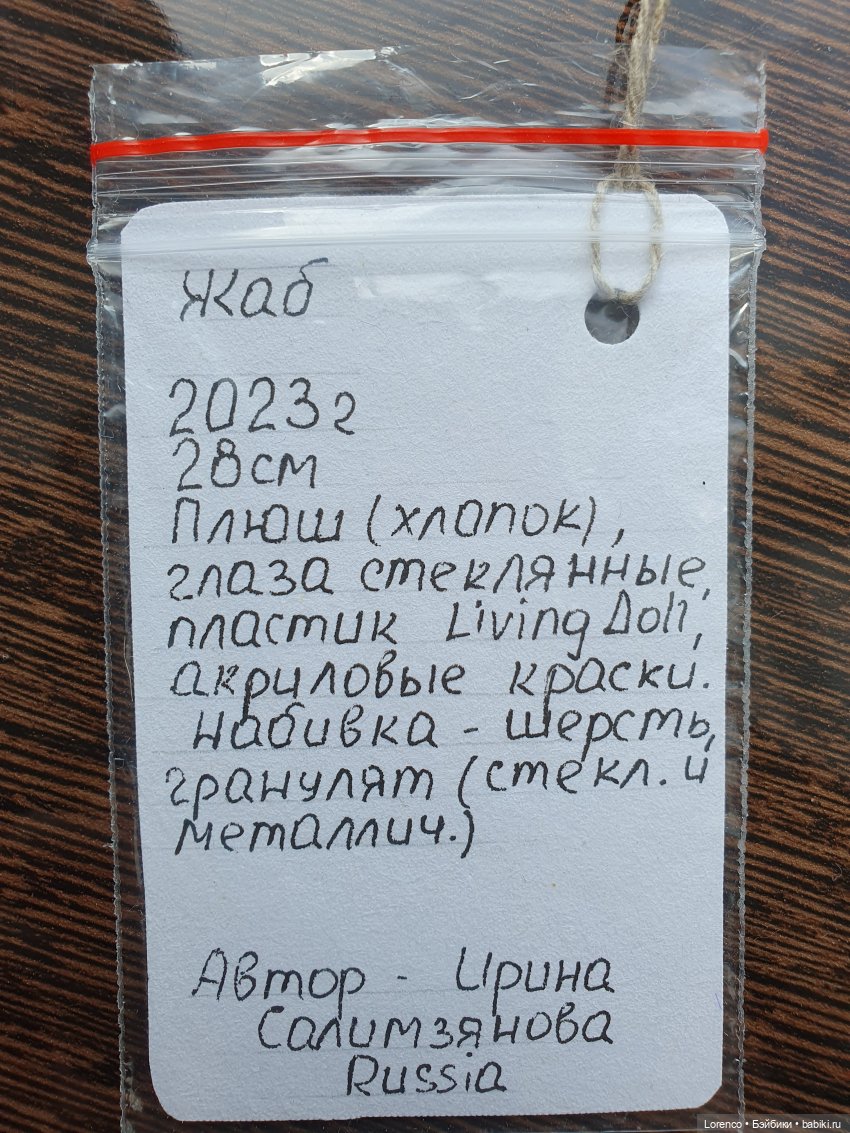 Жаб
2023г
28см
Плюш (хлопок),
глаза стеклянные,
пластик Living Doll,
акриловые краски.
Набивка - шерсть,
гранулят (стекл. и
металлич.)
Автор - Ирина
Салимзянова
Russia
Lorenco • Бэйбики • babiki.ru